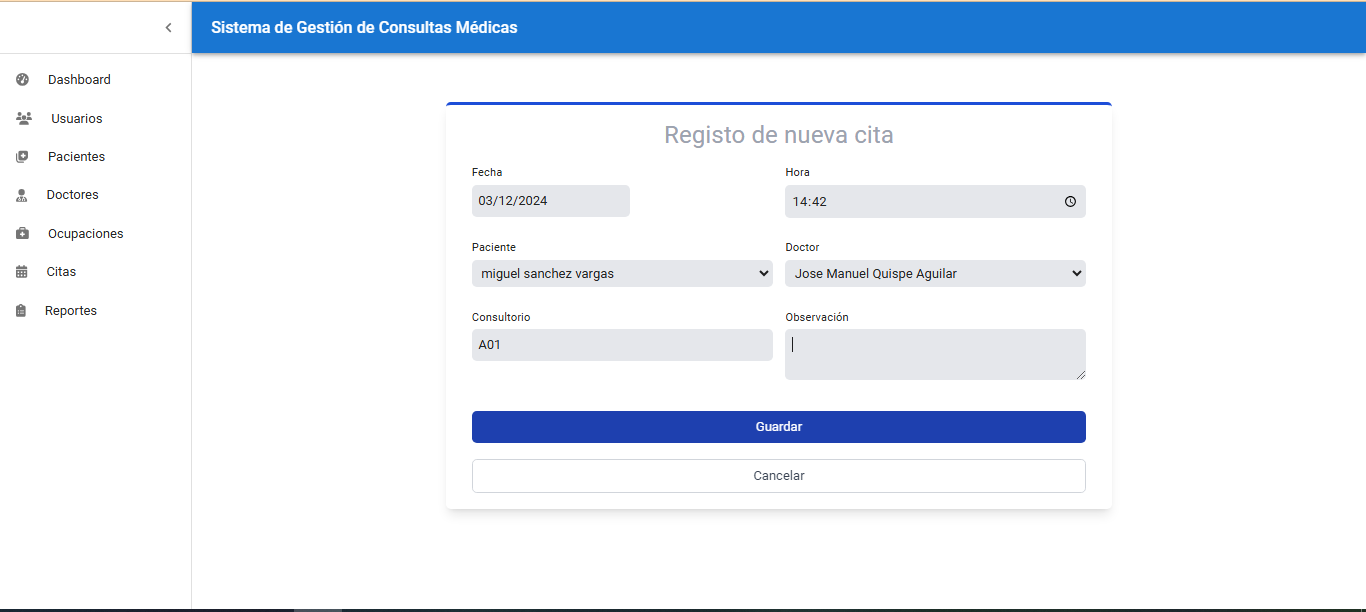 Sistema de Gestión de Consultas Médicas
Dashboard
Usuarios
Pacientes
Doctores
Ocupaciones
Citas
Reportes
Registo de nueva cita
Fecha
Hora
03/12/2024
14:42
Paciente
Doctor
miguel sanchez vargas
Jose Manuel Quispe Aguilar
Consultorio
Observación
A01
Guardar
Cancelar